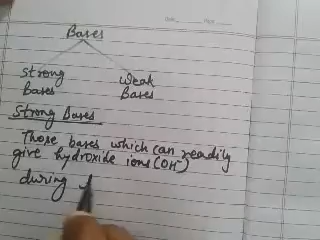 Bases
Strong Weak
Bases Bases
Strong Bases
Those bases which can readily
give hydroxide ions (OH⁻)
during